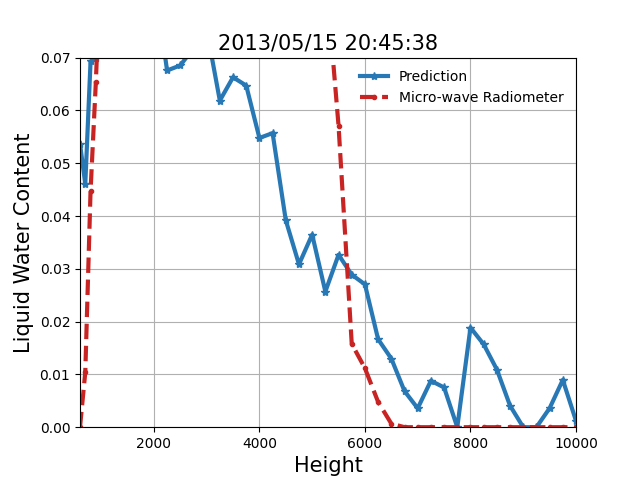 2013/05/15 20:45:38
Prediction
Micro-wave Radiometer
Liquid Water Content
0.07
0.06
0.05
0.04
0.03
0.02
0.01
0.00
2000 4000 6000 8000 10000
Height